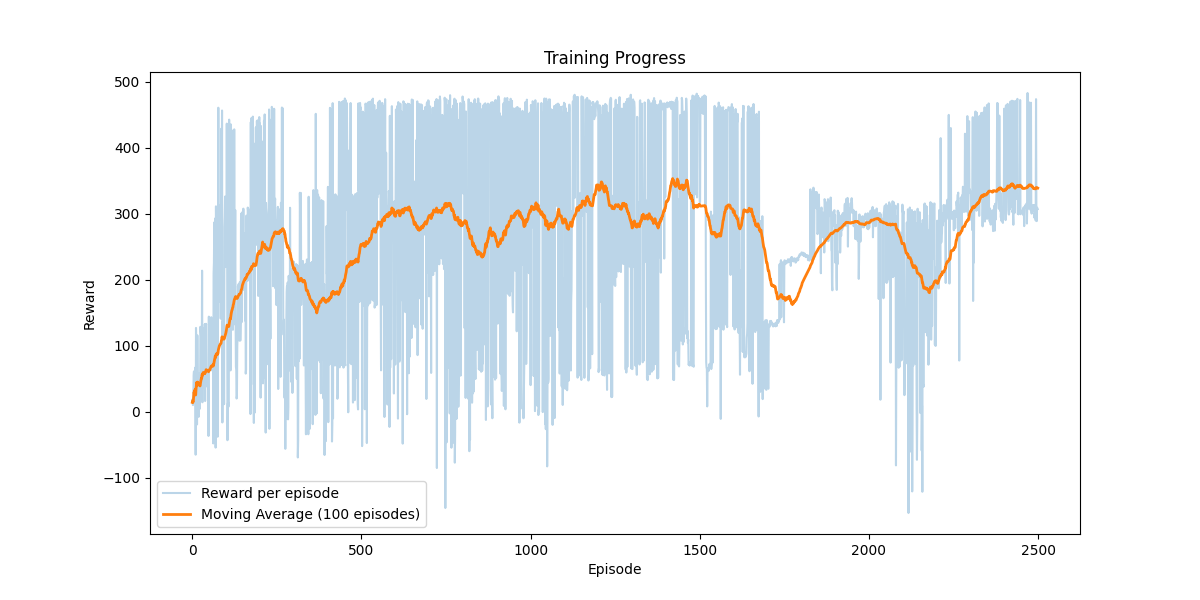 Training Progress
500
400
300
200
100
0
−100
Reward
Reward per episode
Moving Average (100 episodes)
0
500
1000
1500
2000
2500
Episode